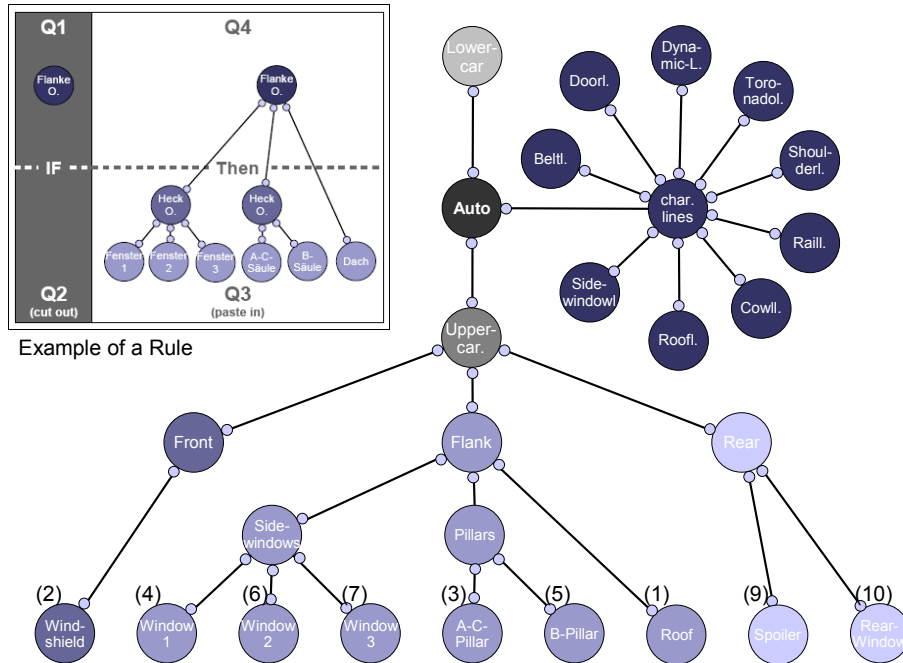 Q1
Q4
Flanke
O.
Flanke
O.
IF
Then
Heck
O.
Heck
O.
Fenster
1
Fenster
2
Fenster
3
A-C-
Säule
B-
Säule
Dach
Q2
(cut out)
Q3
(paste in)
Example of a Rule
Lower-
car
Dyna-
mic-L.
Doorl.
Toro-
nadol.
Beltl.
Shoul-
derl.
Auto
char.
lines
Raill.
Side-
windowl
Cowll.
Roofl.
Upper-
car.
Front
Flank
Rear
Side-
windows
Pillars
(2)
(4)
(6)
(7)
(3)
(5)
(1)
(9)
(10)
Wind-
shield
Window
1
Window
2
Window
3
A-C-
Pillar
B-Pillar
Roof
Spoiler
Rear-
Window